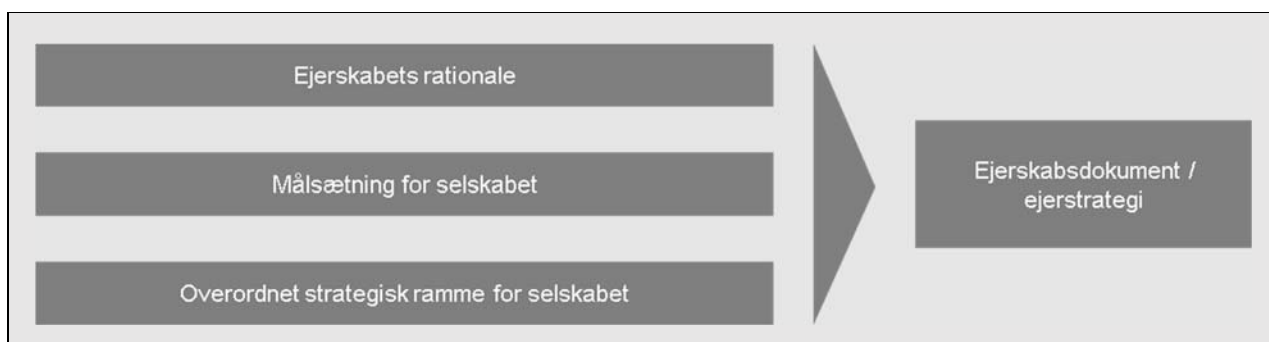 Ejerskabets rationale
Målsætning for selskabet
Overordnet strategisk ramme for selskabet
Ejerskabsdokument /
ejerstrategi